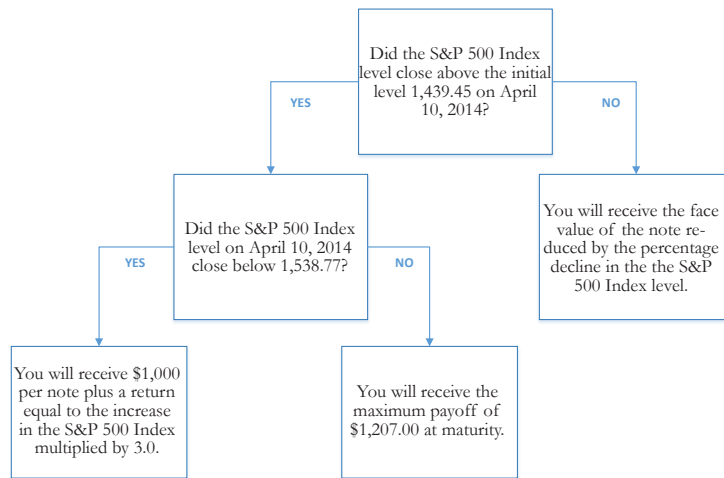 Did the S&P 500 Index
level close above the initial
level 1,439.45 on April
10, 2014?
YES
NO
Did the S&P 500 Index
level on April 10, 2014
close below 1,538.77?
You will receive the face
value of the note re-
duced by the percentage
decline in the the S&P
500 Index level.
YES
NO
You will receive $1,000
per note plus a return
equal to the increase
in the S&P 500 Index
multiplied by 3.0.
You will receive the
maximum payoff of
$1,207.00 at maturity.